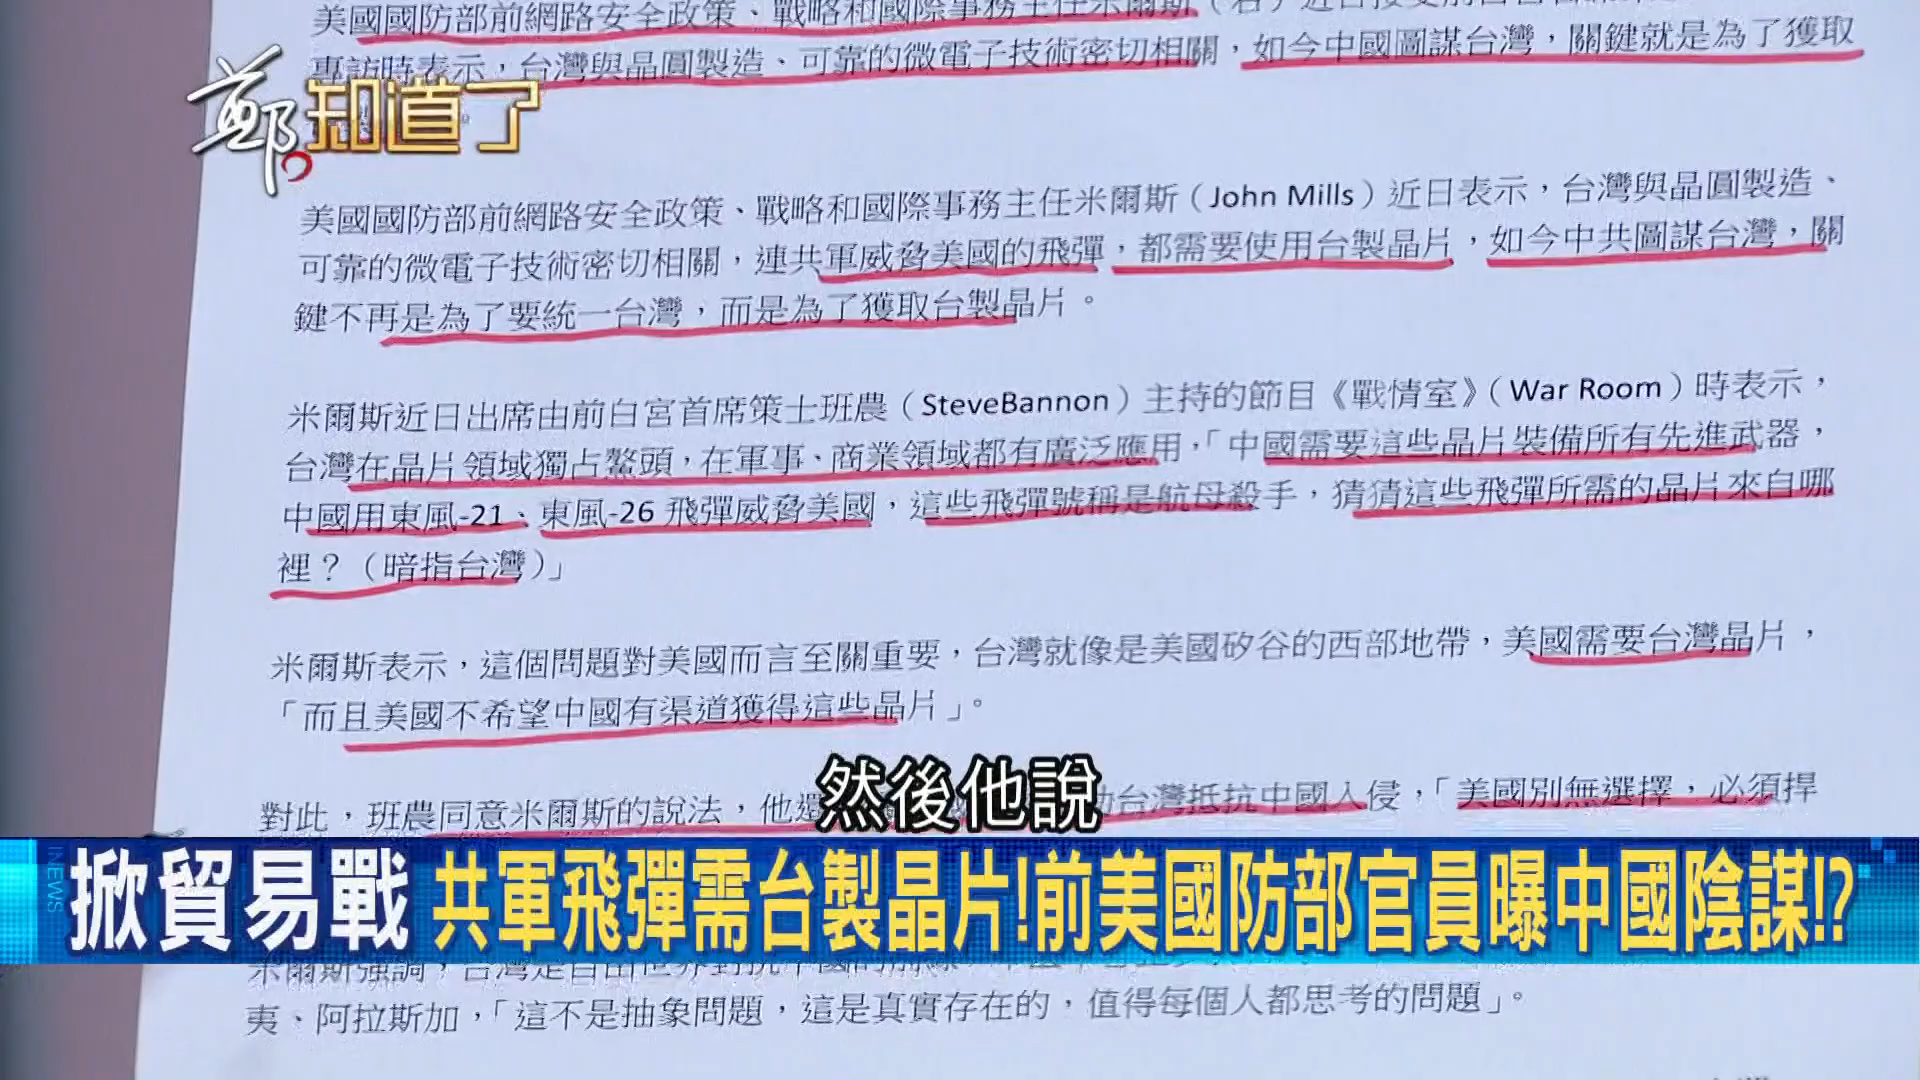 美國國防部前網路安全政策、戰略和國際事務主任米爾斯
鄭知道了
專訪時表示，台灣與晶圓製造、可靠的微電子技術密切相關，如今中國圖謀台灣，關鍵就是為了獲取
美國國防部前網路安全政策、戰略和國際事務主任米爾斯（John Mills）近日表示，台灣與晶圓製造、
可靠的微電子技術密切相關，連共軍威脅美國的飛彈，都需要使用台製晶片，如今中共圖謀台灣，關
鍵不再是為了要統一台灣，而是為了獲取台製晶片。
米爾斯近日出席由前白宮首席策士班農（SteveBannon）主持的節目《戰情室》（War Room）時表示，
台灣在晶片領域獨占鰲頭，在軍事、商業領域都有廣泛應用，「中國需要這些晶片裝備所有先進武器，
中國用東風-21、東風-26 飛彈威脅美國，這些飛彈號稱是航母殺手，猜猜這些飛彈所需的晶片來自哪
裡？（暗指台灣）」
米爾斯表示，這個問題對美國而言至關重要，台灣就像是美國矽谷的西部地帶，美國需要台灣晶片，
「而且美國不希望中國有渠道獲得這些晶片」。
對此，班農同意米爾斯的說法，他 台灣抵抗中國入侵，「美國別無選擇，必須捍
然後他說
NEWS
掀貿易戰 共軍飛彈需台製晶片!前美國防部官員曝中國陰謀!?
米爾斯強調，台灣是自由世界對抗中國的前線
夷、阿拉斯加，「這不是抽象問題，這是真實存在的，值得每個人都思考的問題」。